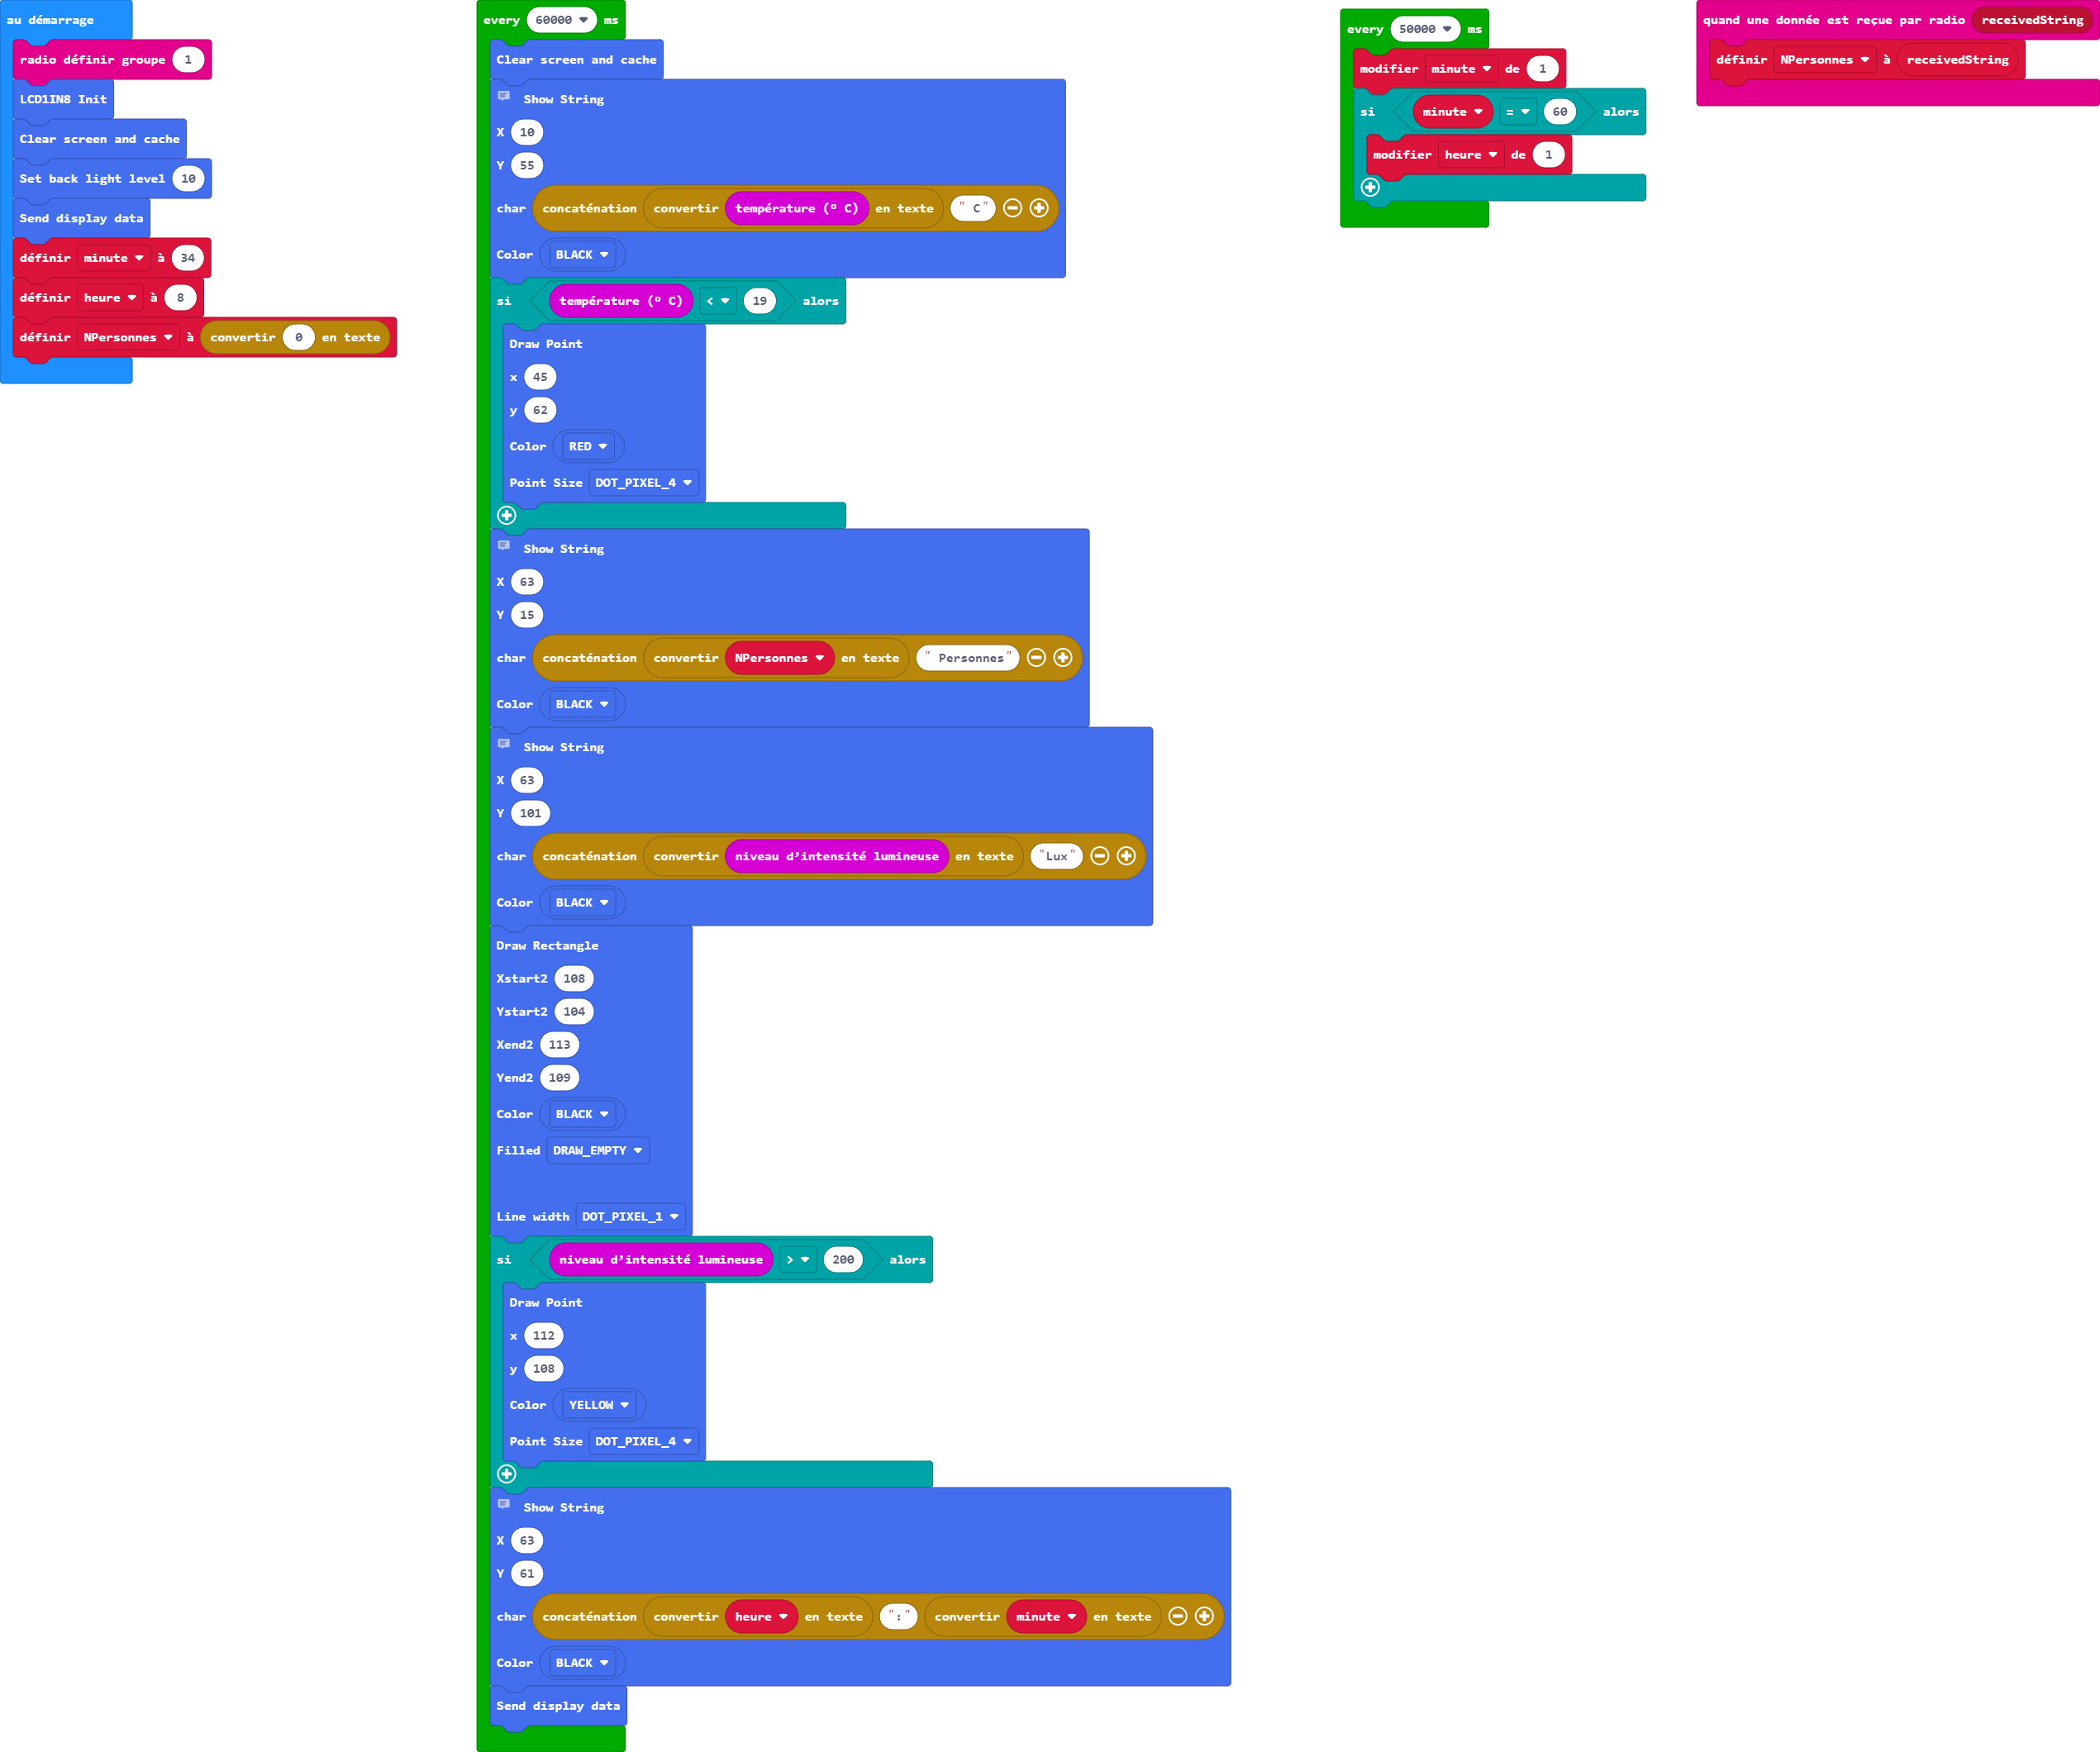 au démarrage
radio définir groupe 1
LCD1IN8 Init
Clear screen and cache
Set back light level 10
Send display data
définir minute à 34
définir heure à 8
définir NPersonnes à convertir 0 en texte
every 60000 ms
Clear screen and cache
Show String
X 10
Y 55
char concaténation convertir température (º C) en texte " C"
Color BLACK
si température (º C) < 19 alors
Draw Point
x 45
y 62
Color RED
Point Size DOT_PIXEL_4
Show String
X 63
Y 15
char concaténation convertir NPersonnes en texte " Personnes"
Color BLACK
Show String
X 63
Y 101
char concaténation convertir niveau d’intensité lumineuse en texte "Lux"
Color BLACK
Draw Rectangle
Xstart2 108
Ystart2 104
Xend2 113
Yend2 109
Color BLACK
Filled DRAW_EMPTY
Line width DOT_PIXEL_1
si niveau d’intensité lumineuse > 200 alors
Draw Point
x 112
y 108
Color YELLOW
Point Size DOT_PIXEL_4
Show String
X 63
Y 61
char concaténation convertir heure en texte ":" convertir minute en texte
Color BLACK
Send display data
every 50000 ms
modifier minute de 1
si minute = 60 alors
modifier heure de 1
quand une donnée est reçue par radio receivedString
définir NPersonnes à receivedString